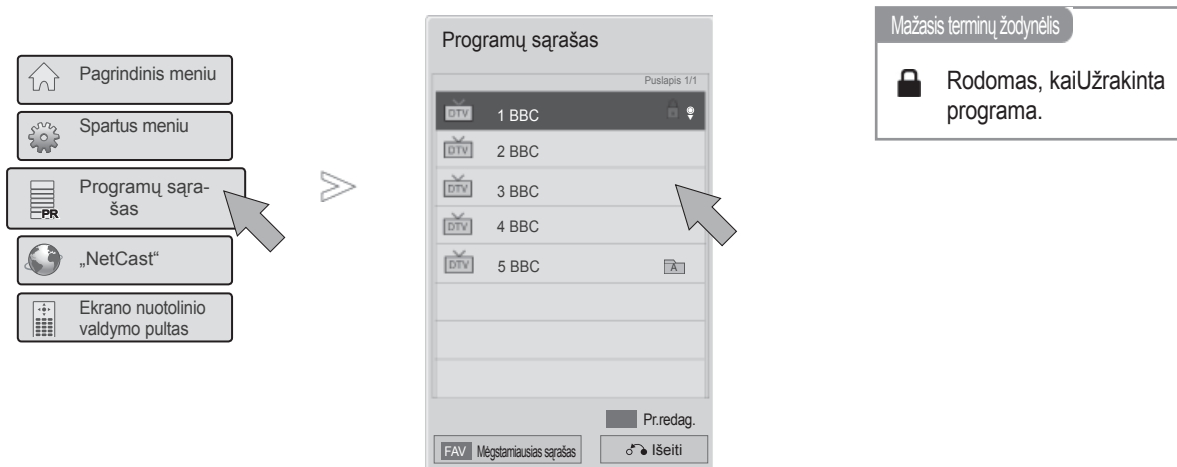 Pagrindinis meniu
Spartus meniu
Programų sąra-
šas
PR
„NetCast“
Ekrano nuotolinio
valdymo pultas
Programų sąrašas
Puslapis 1/1
DTV 1 BBC
DTV 2 BBC
DTV 3 BBC
DTV 4 BBC
DTV 5 BBC A
Pr.redag.
FAV Mėgstamiausias sąrašas
Išeiti
Mažasis terminų žodynėlis
Rodomas, kaiUžrakinta
programa.